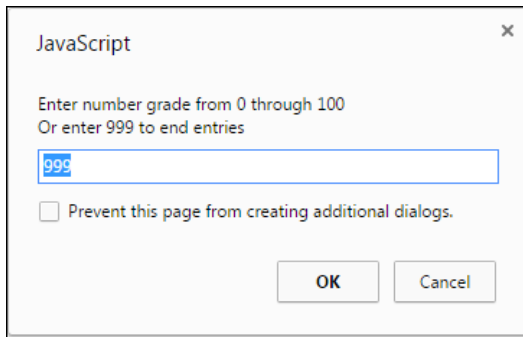 JavaScript
Enter number grade from 0 through 100
Or enter 999 to end entries
999
Prevent this page from creating additional dialogs.
OK Cancel